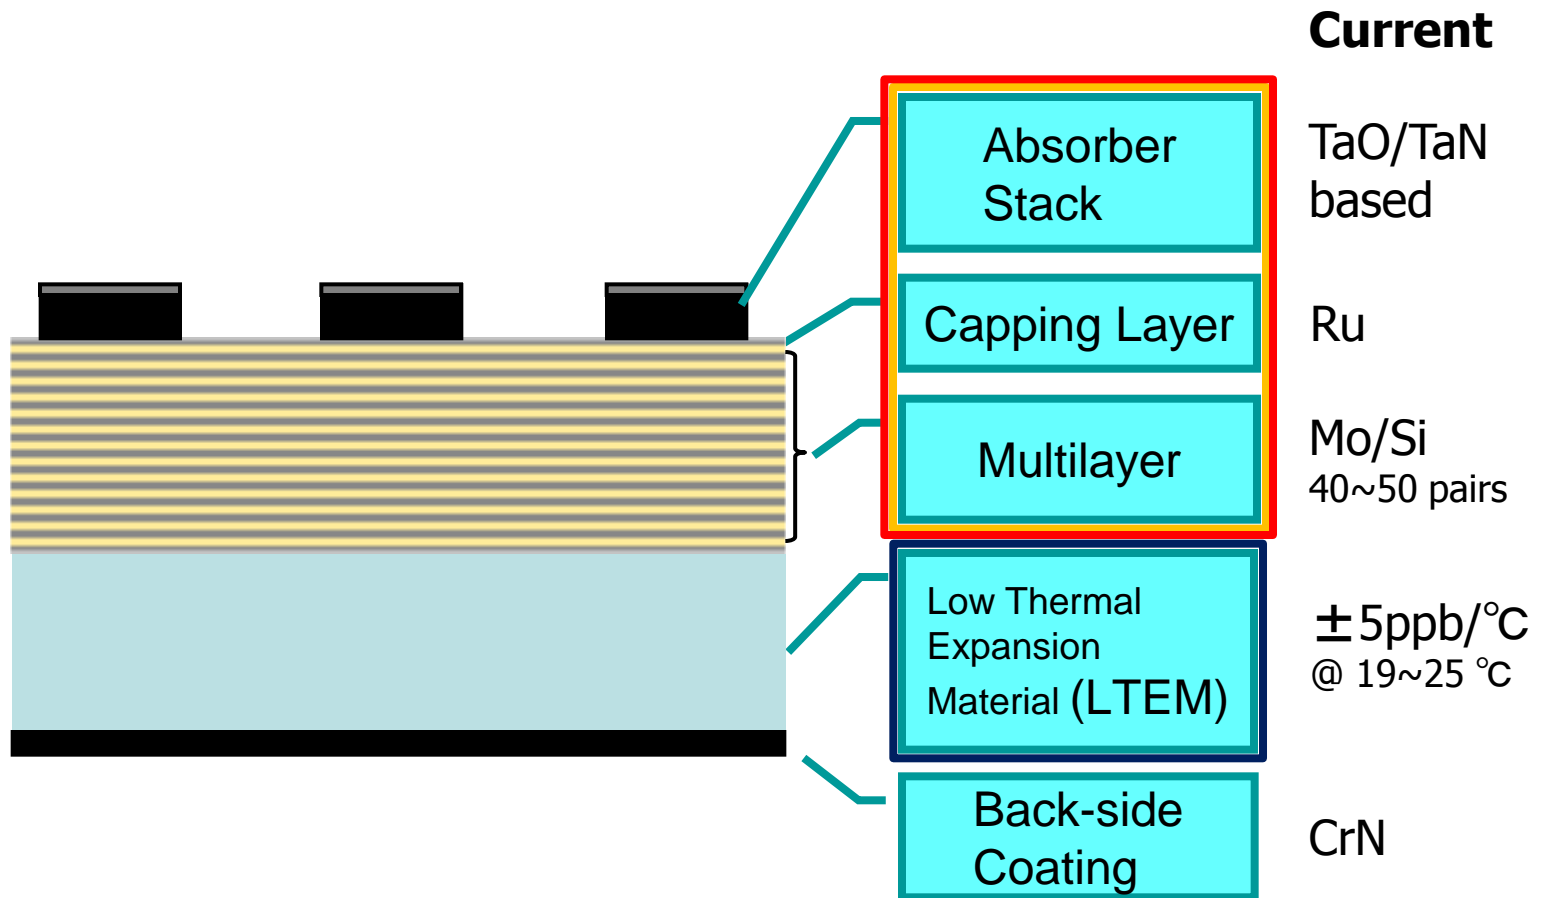 Current
Absorber
Stack
TaO/TaN
based
Capping Layer
Ru
Multilayer
Mo/Si
40~50 pairs
Low Thermal
Expansion
Material (LTEM)
±5ppb/℃
@ 19~25 ℃
Back-side
Coating
CrN